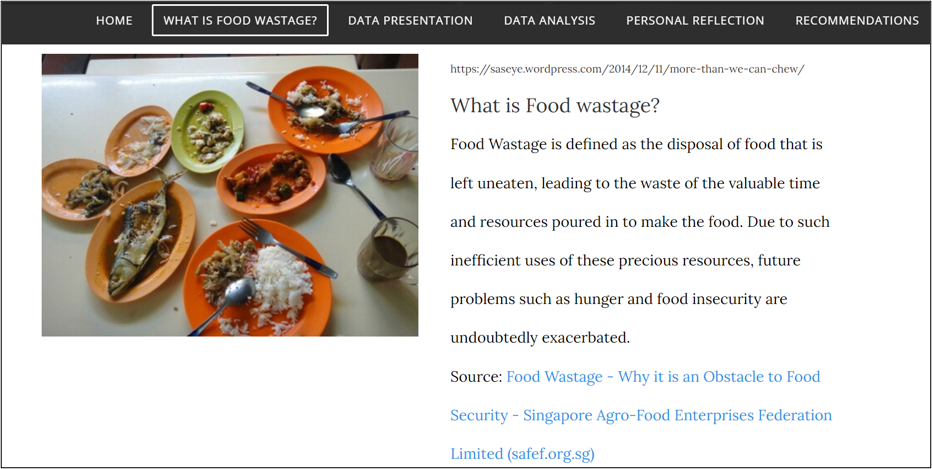 HOME WHAT IS FOOD WASTAGE? DATA PRESENTATION DATA ANALYSIS PERSONAL REFLECTION RECOMMENDATIONS
https://saseye.wordpress.com/2014/12/11/more-than-we-can-chew/
What is Food wastage?
Food Wastage is defined as the disposal of food that is
left uneaten, leading to the waste of the valuable time
and resources poured in to make the food. Due to such
inefficient uses of these precious resources, future
problems such as hunger and food insecurity are
undoubtedly exacerbated.
Source: Food Wastage - Why it is an Obstacle to Food
Security - Singapore Agro-Food Enterprises Federation
Limited (safef.org.sg)